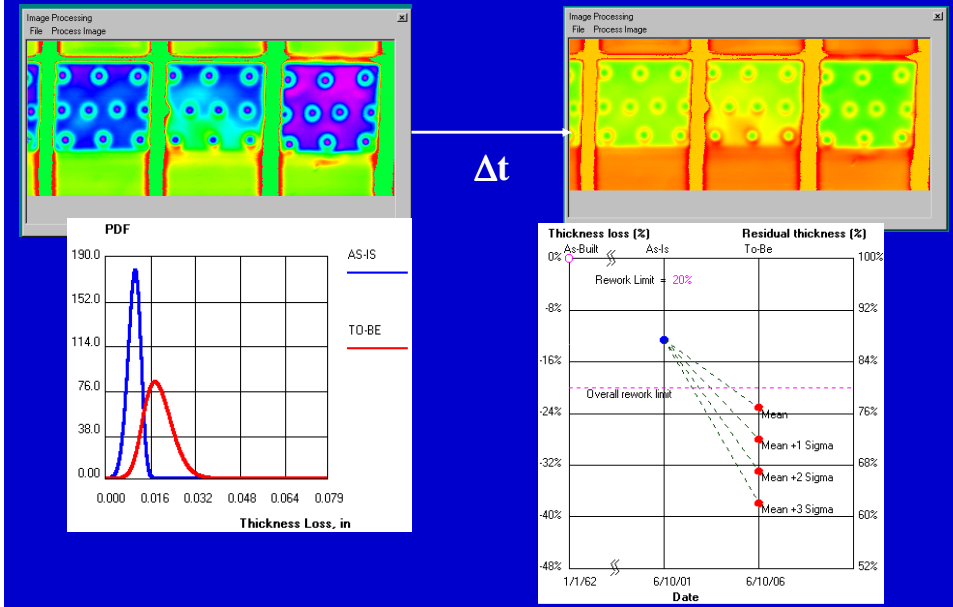 Image Processing
File Process Image
Image Processing
File Process Image
Δt
PDF
190.0
152.0
114.0
76.0
38.0
0.00
0.000 0.016 0.032 0.048 0.064 0.079
Thickness Loss, in
AS-IS
TO-BE
Thickness loss (%) Residual thickness (%)
As-Built As-Is To-Be
0% 100%
Rework Limit = 20%
-8% 92%
-16% 84%
Overall rework limit
-24% 76%
Mean
Mean +1 Sigma
-32% 68%
Mean +2 Sigma
Mean +3 Sigma
-40% 60%
-48% 52%
1/1/62 6/10/01 6/10/06
Date